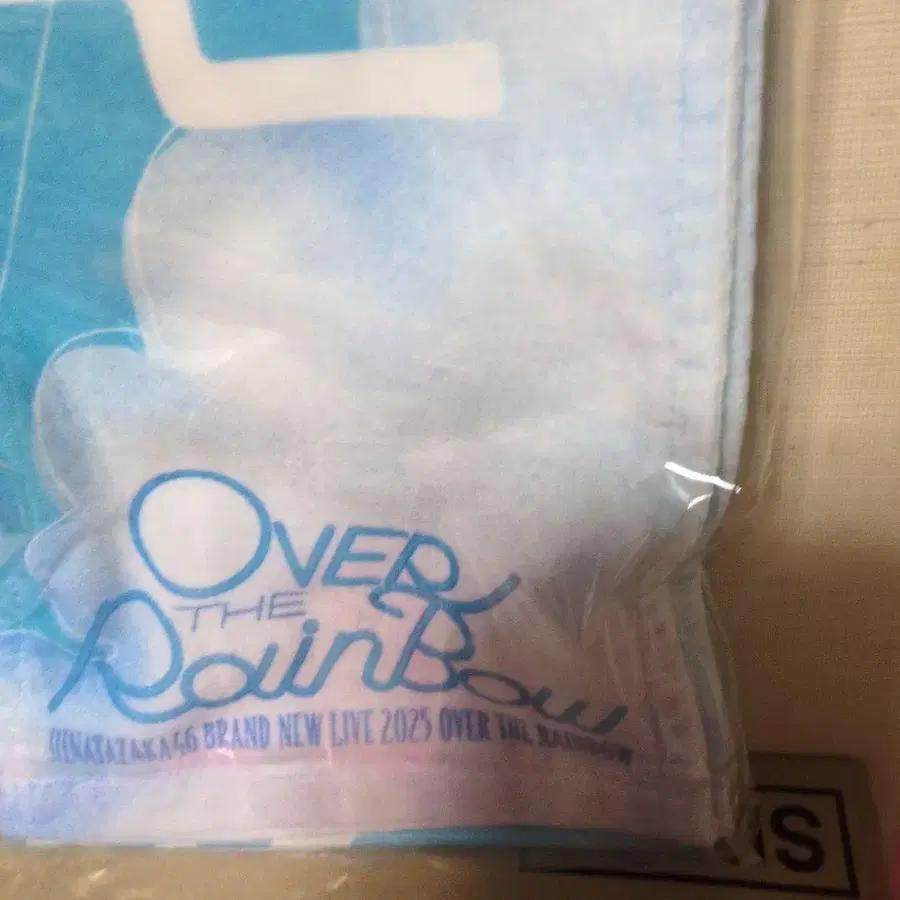 OVER
THE
RainBow
HINATAZAKA46 BRAND NEW LIVE 2025 OVER THE RAINBOW